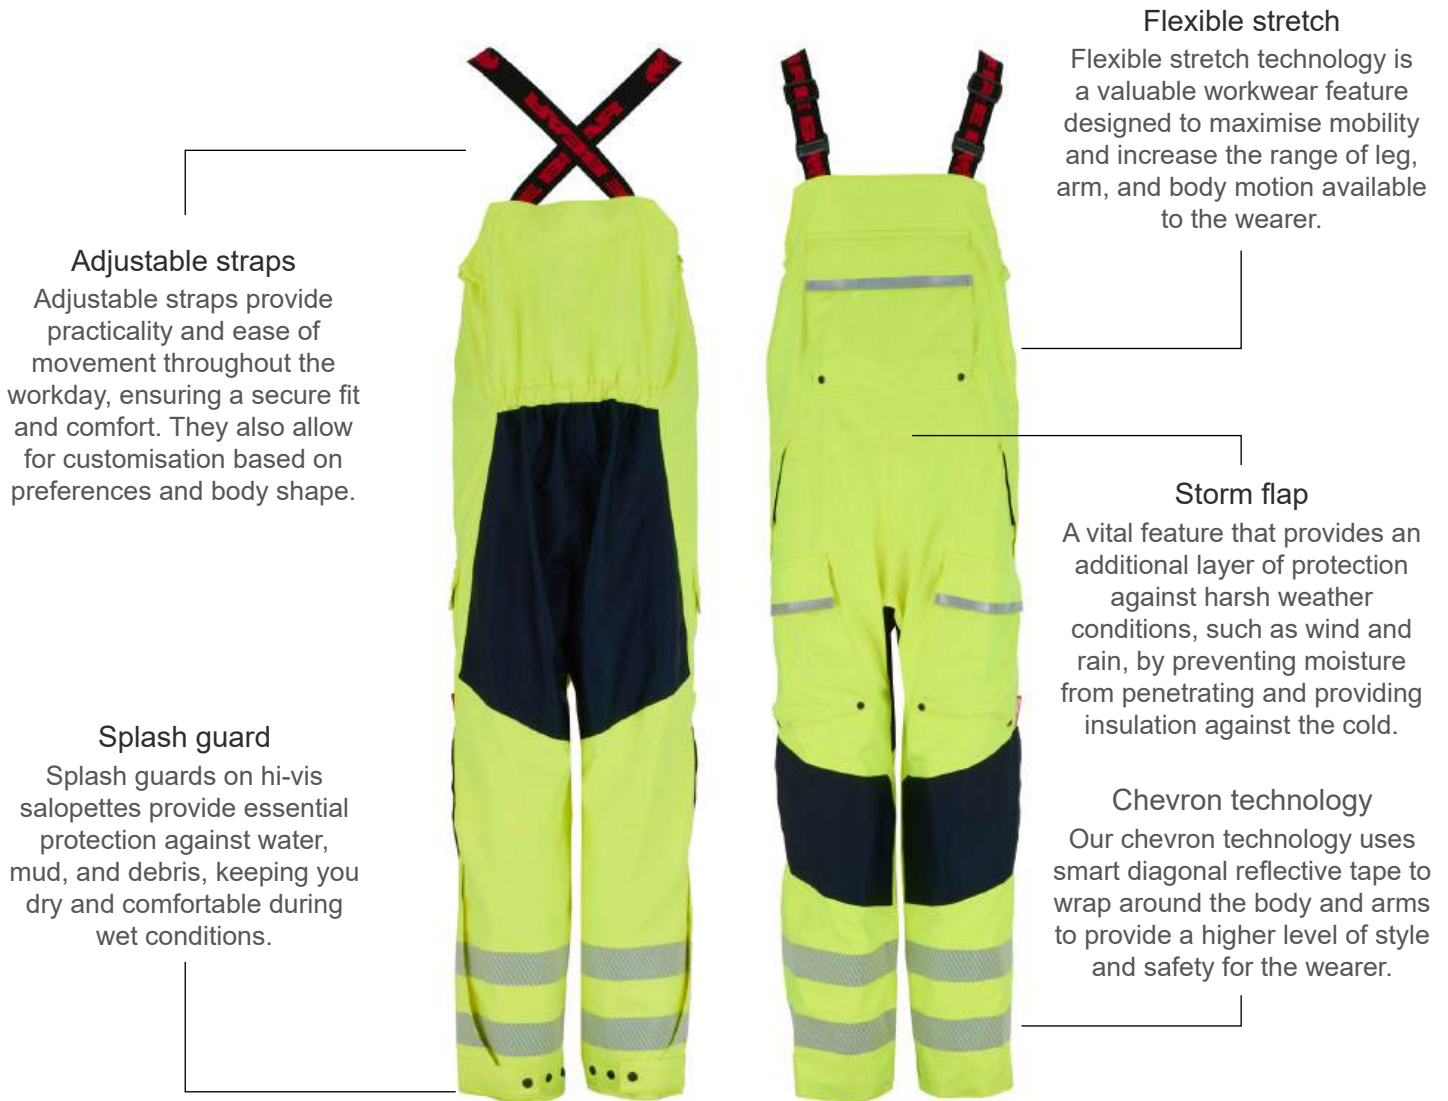 Flexible stretch
Flexible stretch technology is
a valuable workwear feature
designed to maximise mobility
and increase the range of leg,
arm, and body motion available
to the wearer.
Adjustable straps
Adjustable straps provide
practicality and ease of
movement throughout the
workday, ensuring a secure fit
and comfort. They also allow
for customisation based on
preferences and body shape.
Storm flap
A vital feature that provides an
additional layer of protection
against harsh weather
conditions, such as wind and
rain, by preventing moisture
from penetrating and providing
insulation against the cold.
Splash guard
Splash guards on hi-vis
salopettes provide essential
protection against water,
mud, and debris, keeping you
dry and comfortable during
wet conditions.
Chevron technology
Our chevron technology uses
smart diagonal reflective tape to
wrap around the body and arms
to provide a higher level of style
and safety for the wearer.